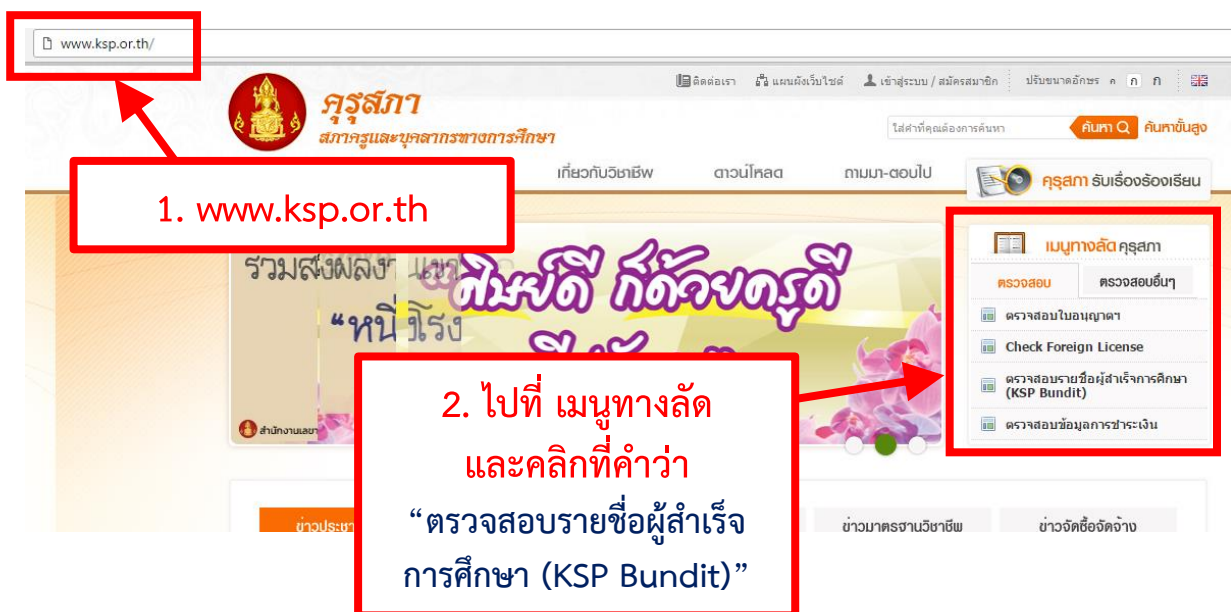 www.ksp.or.th/
ติดต่อเรา แผนผังเว็บไซต์ เข้าสู่ระบบ / สมัครสมาชิก ปรับขนาดอักษร ก ก ก
คุรุสภา
สภาครูและบุคลากรทางการศึกษา
ใส่คำที่คุณต้องการค้นหา ค้นหา ค้นหาขั้นสูง
เกี่ยวกับวิชาชีพ ดาวน์โหลด ถามมา-ตอบไป
คุรุสภา รับเรื่องร้องเรียน
1. www.ksp.or.th
เมนูทางลัด คุรุสภา
ตรวจสอบ ตรวจสอบอื่นๆ
ตรวจสอบใบอนุญาตฯ
Check Foreign License
ตรวจสอบรายชื่อผู้สำเร็จการศึกษา
(KSP Bundit)
ตรวจสอบข้อมูลการชำระเงิน
ศิษย์ดี ก็ด้วยครูดี
2. ไปที่ เมนูทางลัด
และคลิกที่คำว่า
“ตรวจสอบรายชื่อผู้สำเร็จ
การศึกษา (KSP Bundit)”
ข่าวมาตรฐานวิชาชีพ ข่าวจัดซื้อจัดจ้าง